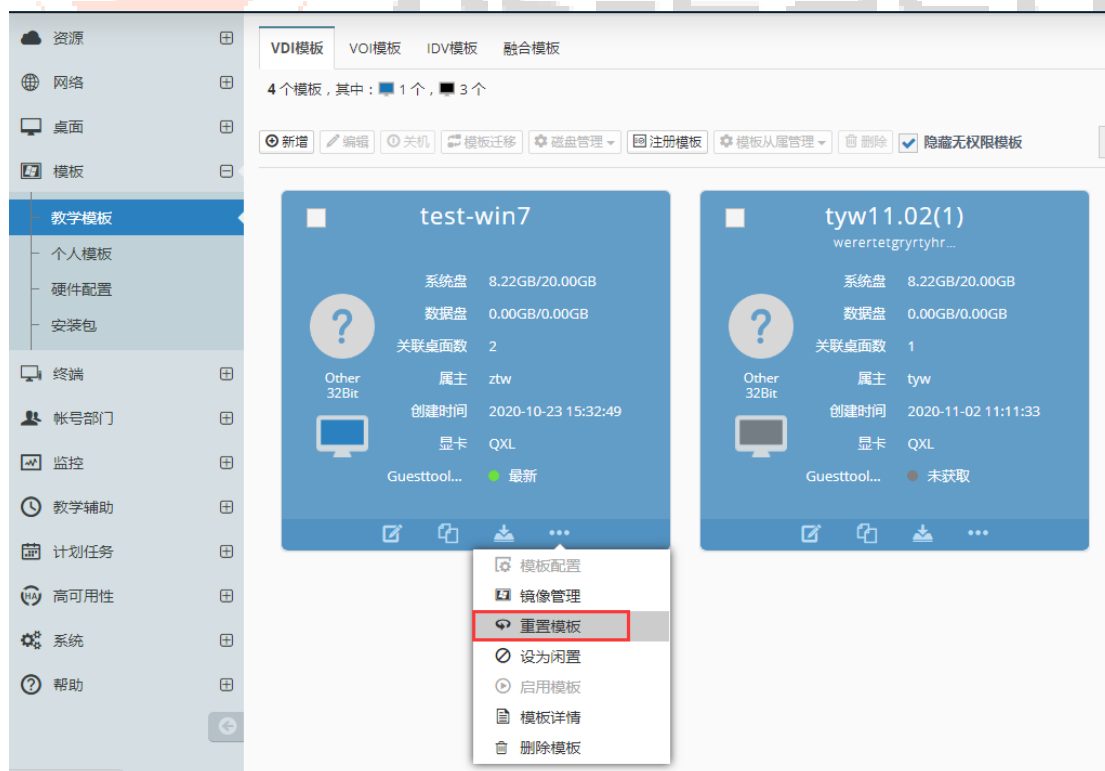 资源
网络
桌面
模板
教学模板
个人模板
硬件配置
安装包
终端
帐号部门
监控
教学辅助
计划任务
高可用性
系统
帮助
VDI模板 VOI模板 IDV模板 融合模板
4 个模板，其中： 1 个， 3 个
新增 编辑 关机 模板迁移 磁盘管理 注册模板 模板从属管理 删除 隐藏无权限模板
test-win7
系统盘 8.22GB/20.00GB
数据盘 0.00GB/0.00GB
关联桌面数 2
Other 32Bit
属主 ztw
创建时间 2020-10-23 15:32:49
显卡 QXL
Guesttool... 最新
tyw11.02(1)
werertetgryrtyhr...
系统盘 8.22GB/20.00GB
数据盘 0.00GB/0.00GB
关联桌面数 1
Other 32Bit
属主 tyw
创建时间 2020-11-02 11:11:33
显卡 QXL
Guesttool... 未获取
模板配置
镜像管理
重置模板
设为闲置
启用模板
模板详情
删除模板